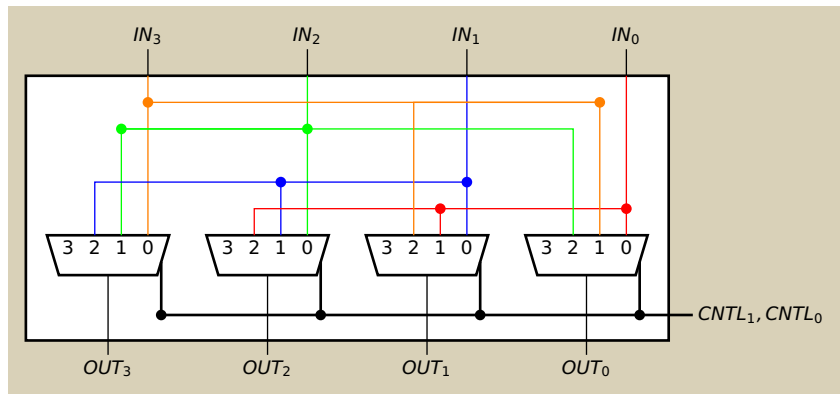 IN₃ IN₂ IN₁ IN₀
3 2 1 0 3 2 1 0 3 2 1 0 3 2 1 0
CNTL₁, CNTL₀
OUT₃ OUT₂ OUT₁ OUT₀